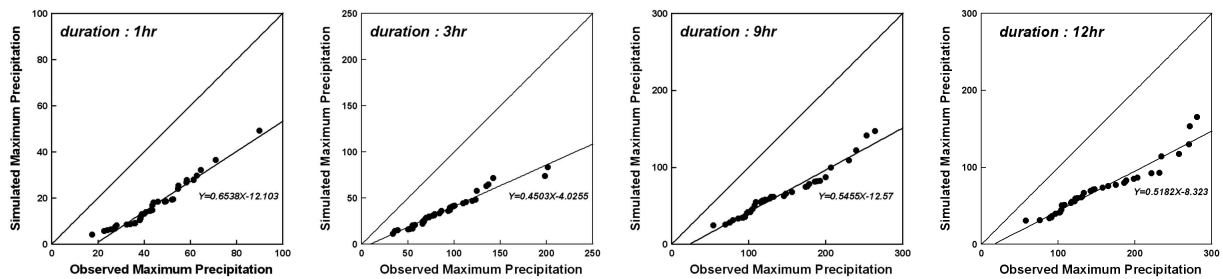 duration : 1hr
Simulated Maximum Precipitation
100
80
60
40
20
0
Y=0.6538X-12.103
0 20 40 60 80 100
Observed Maximum Precipitation
duration : 3hr
Simulated Maximum Precipitation
250
200
150
100
50
0
Y=0.4503X-4.0255
0 50 100 150 200 250
Observed Maximum Precipitation
duration : 9hr
Simulated Maximum Precipitation
300
200
100
0
Y=0.5455X-12.57
0 100 200 300
Observed Maximum Precipitation
duration : 12hr
Simulated Maximum Precipitation
300
200
100
0
Y=0.5182X-8.323
0 100 200 300
Observed Maximum Precipitation